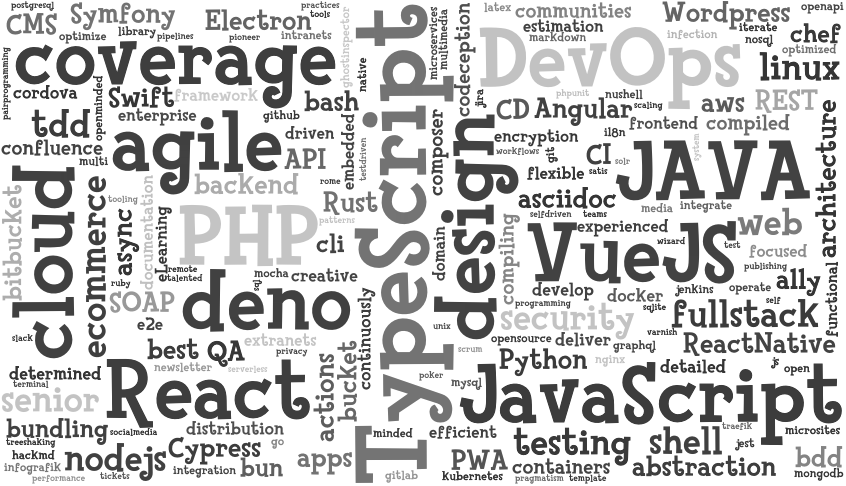 postgresql
CMS
Symfony
optimize
library
pipelines
Electron
pioneer
intranets
practices
tools
ghostinspector
native
microservices
multimedia
latex
communities
estimation
markdown
codeception
DevOps
infection
Wordpress
openapi
iterate
nosql
chef
optimized
linux
coverage
pairprogramming
cordova
openminded
Swift
framework
enterprise
github
bash
jira
phpunit
nushell
scaling
CD
Angular
aws
REST
tdd
confluence
multi
agile
driven
API
embedded
testdriven
composer
encryption
workflows
git
il8n
frontend
compiled
system
CI
solr
satis
flexible
JAVA
architecture
bitbucket
cloud
ecommerce
tooling
async
documentation
eLearning
backend
rome
Rust
patterns
PHP
cli
TypeScript
domain
design
compiling
asciidoc
selfdriven
teams
media
integrate
experienced
wizard
test
web
focused
VueJS
publishing
ruby
remote
etalented
sql
mocha
creative
SOAP
e2e
deno
continuously
unix
programming
develop
docker
sqlite
jenkins
operate
self
ally
functional
security
fullstack
varnish
slack
best
QA
extranets
privacy
scrum
opensource
deliver
graphql
ReactNative
determined
terminal
newsletter
serverless
actions
bucket
poker
mysql
Python
nginx
detailed
js
open
senior
React
JavaScript
bundling
socialmedia
distribution
minded
efficient
traefik
microsites
treeshaking
hacKmd
infografik
performance
nodejs
tickets
Cypress
integration
go
bun
apps
gitlab
PWA
kubernetes
testing
containers
pragmatism
template
shell
abstraction
jest
bdd
mongodb